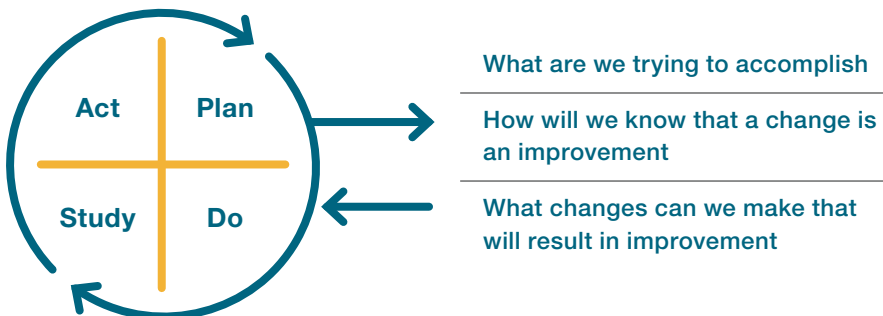 Act
Plan
Study
Do
What are we trying to accomplish
How will we know that a change is
an improvement
What changes can we make that
will result in improvement